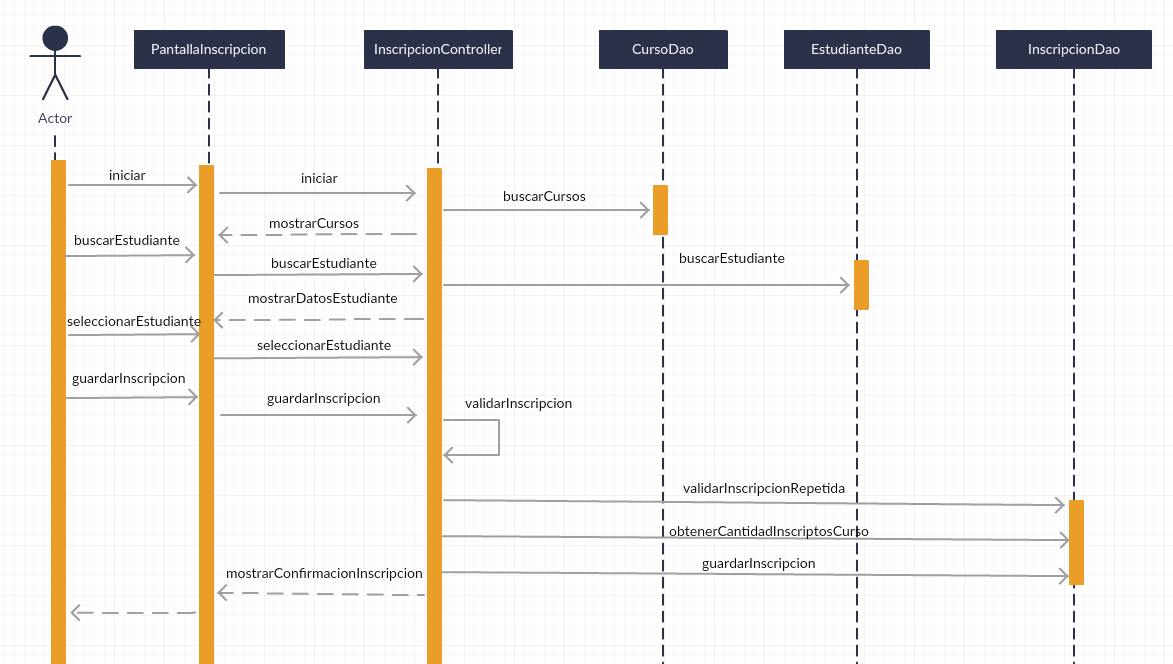 PantallaInscripcion
InscripcionController
CursoDao
EstudianteDao
InscripcionDao
Actor
iniciar
iniciar
buscarCursos
mostrarCursos
buscarEstudiante
buscarEstudiante
buscarEstudiante
mostrarDatosEstudiante
seleccionarEstudiante
seleccionarEstudiante
guardarInscripcion
guardarInscripcion
validarInscripcion
validarInscripcionRepetida
obtenerCantidadInscriptosCurso
guardarInscripcion
mostrarConfirmacionInscripcion